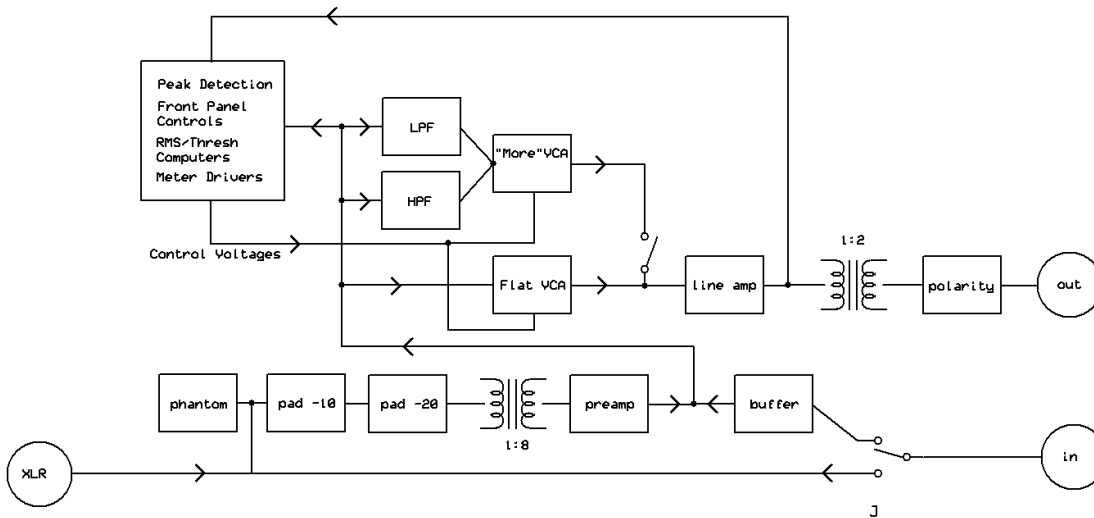 Peak Detection
Front Panel
Controls
RMS/Thresh
Computers
Meter Drivers
LPF
"More"VCA
HPF
Control Voltages
1:2
Flat VCA
line amp
polarity
out
phantom
pad -10
pad -20
1:8
preamp
buffer
XLR
in
J